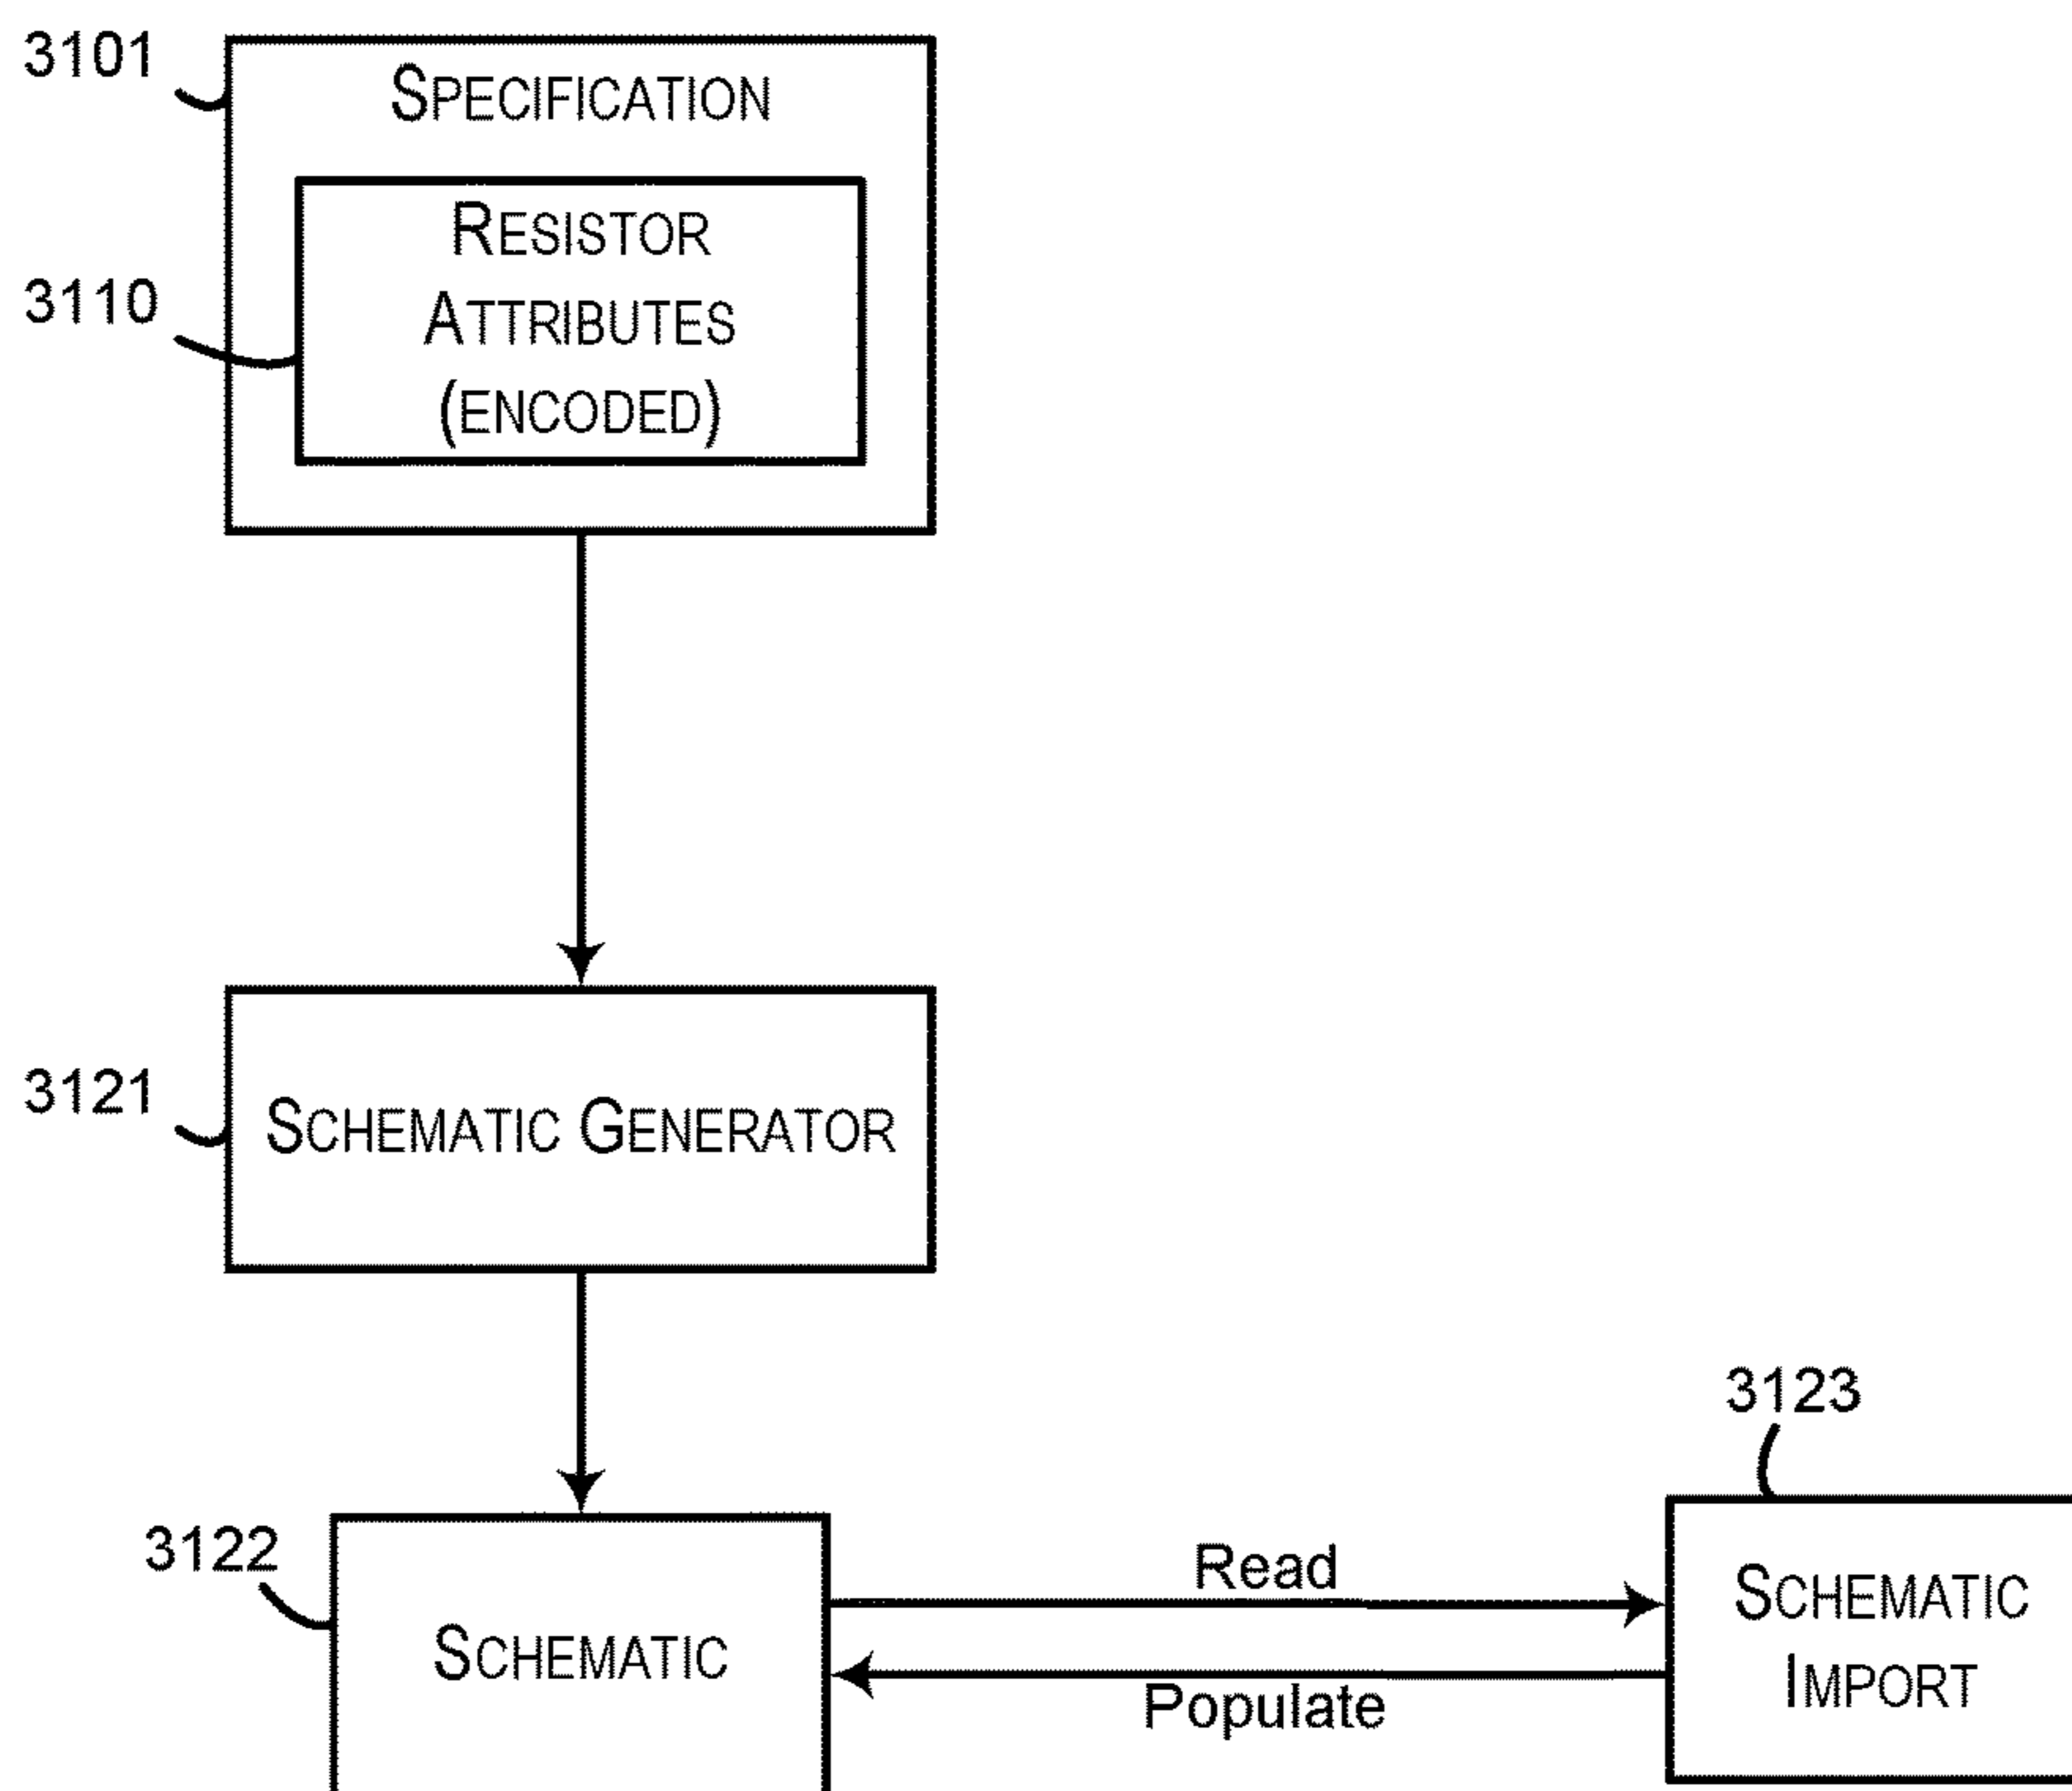 3101
SPECIFICATION
RESISTOR
ATTRIBUTES
(ENCODED)
3110
3121
SCHEMATIC GENERATOR
3123
3122
SCHEMATIC
Read
Populate
SCHEMATIC
IMPORT